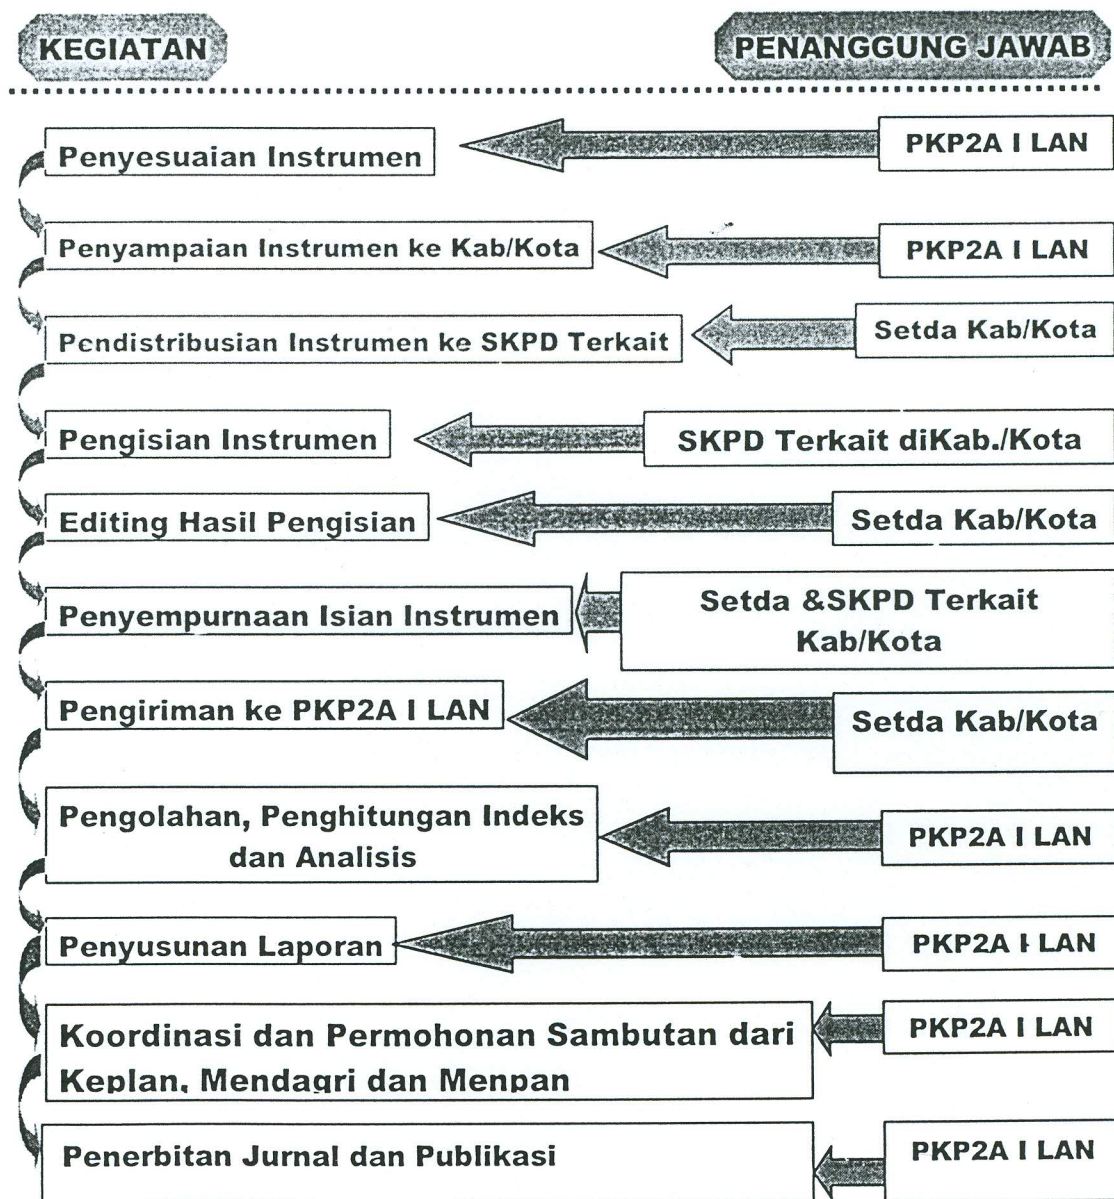 KEGIATAN
PENANGGUNG JAWAB
Penyesuaian Instrumen
PKP2A I LAN
Penyampaian Instrumen ke Kab/Kota
PKP2A I LAN
Pendistribusian Instrumen ke SKPD Terkait
Setda Kab/Kota
Pengisian Instrumen
SKPD Terkait diKab./Kota
Editing Hasil Pengisian
Setda Kab/Kota
Penyempurnaan Isian Instrumen
Setda &SKPD Terkait
Kab/Kota
Pengiriman ke PKP2A I LAN
Setda Kab/Kota
Pengolahan, Penghitungan Indeks
dan Analisis
PKP2A I LAN
Penyusunan Laporan
PKP2A I LAN
Koordinasi dan Permohonan Sambutan dari
Keplan, Mendagri dan Menpan
PKP2A I LAN
Penerbitan Jurnal dan Publikasi
PKP2A I LAN